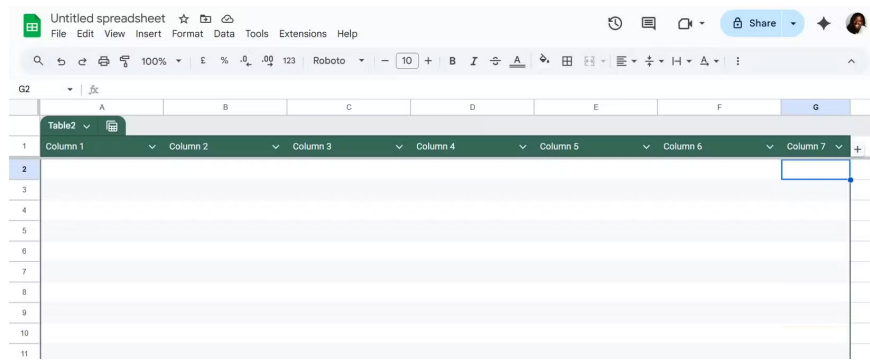 Untitled spreadsheet
File Edit View Insert Format Data Tools Extensions Help
Share
100% £ % .0 .00 123 Roboto − 10 + B I A
G2 fx
A B C D E F G
Table2
1 Column 1 Column 2 Column 3 Column 4 Column 5 Column 6 Column 7 +
2
3
4
5
6
7
8
9
10
11